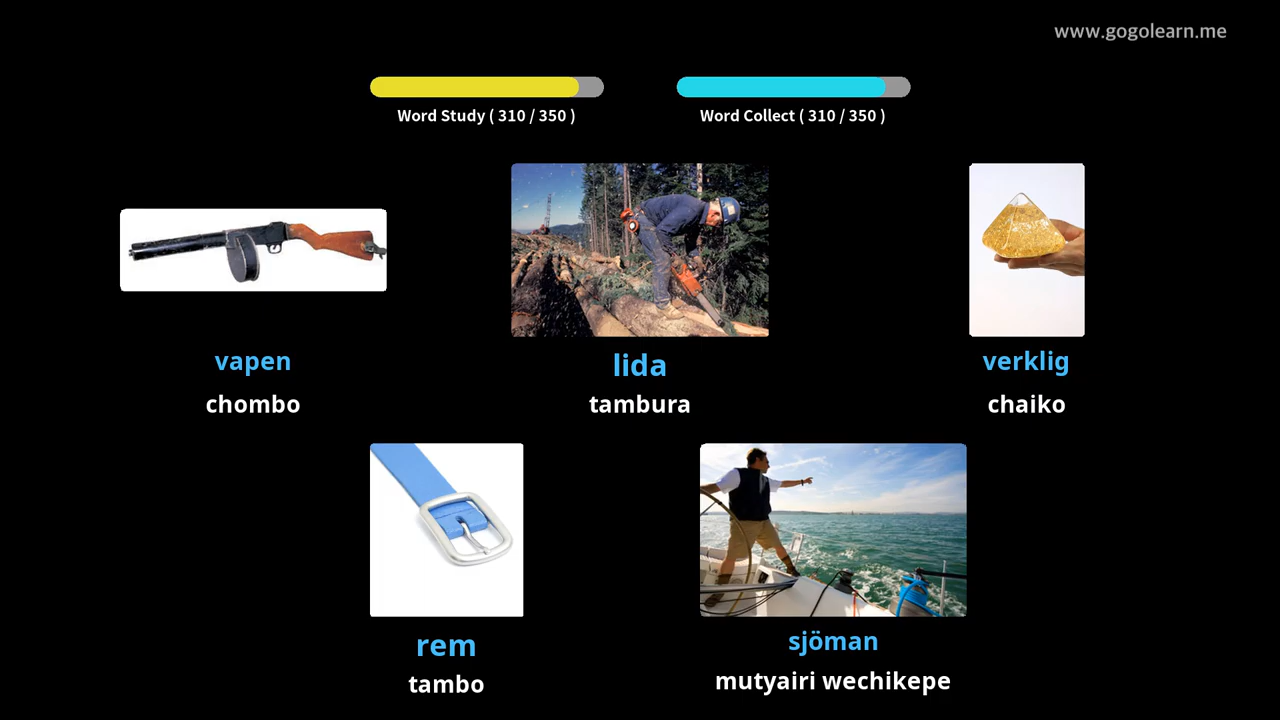 www.gogolearn.me
Word Study ( 310 / 350 )
Word Collect ( 310 / 350 )
vapen
chombo
lida
tambura
verklig
chaiko
rem
tambo
sjöman
mutyairi wechikepe